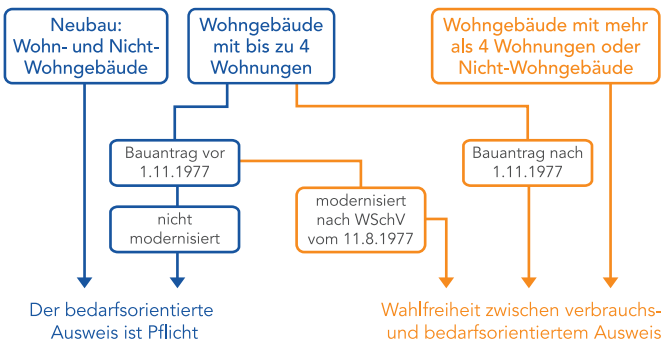 Neubau:
Wohn- und Nicht-
Wohngebäude
Wohngebäude
mit bis zu 4
Wohnungen
Wohngebäude mit mehr
als 4 Wohnungen oder
Nicht-Wohngebäude
Bauantrag vor
1.11.1977
Bauantrag nach
1.11.1977
nicht
modernisiert
modernisiert
nach WSchV
vom 11.8.1977
Der bedarfsorientierte
Ausweis ist Pflicht
Wahlfreiheit zwischen verbrauchs-
und bedarfsorientiertem Ausweis